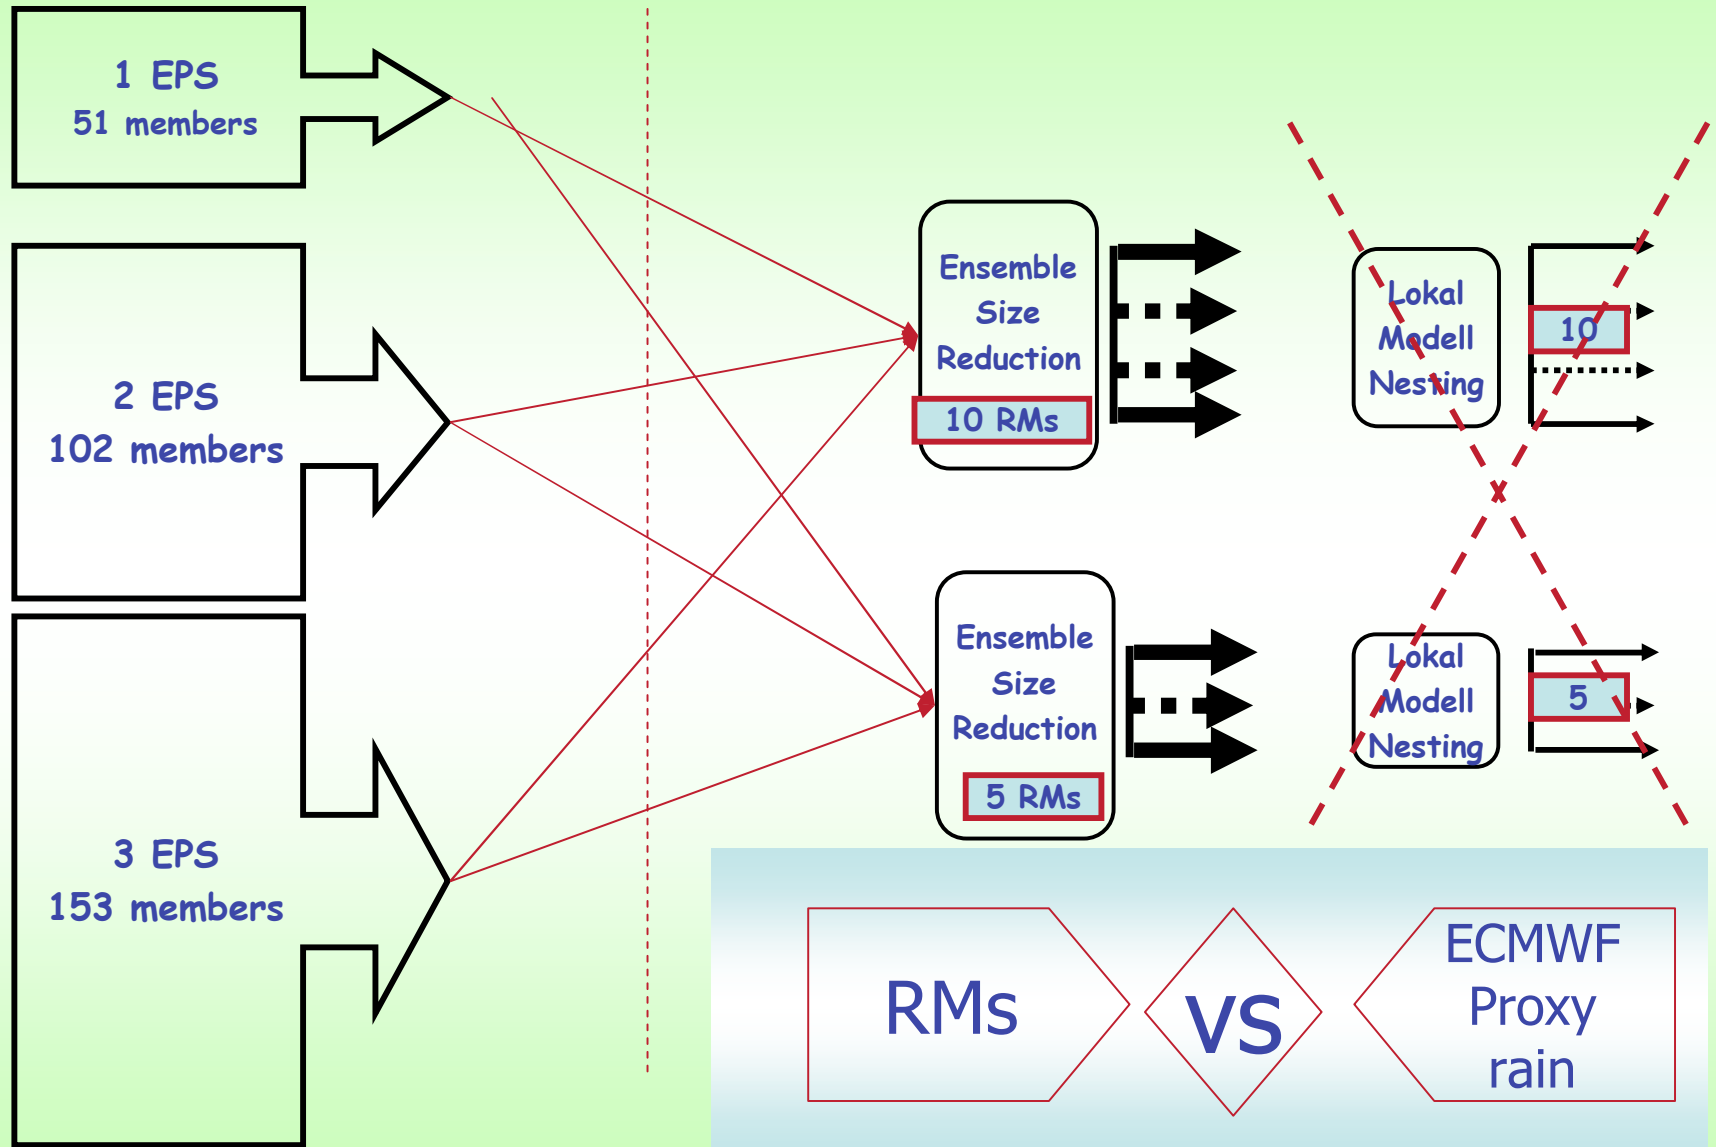 1 EPS
51 members
2 EPS
102 members
3 EPS
153 members
Ensemble
Size
Reduction
10 RMs
Lokal
Modell
Nesting
10
Ensemble
Size
Reduction
5 RMs
Lokal
Modell
Nesting
5
RMs
vs
ECMWF
Proxy
rain